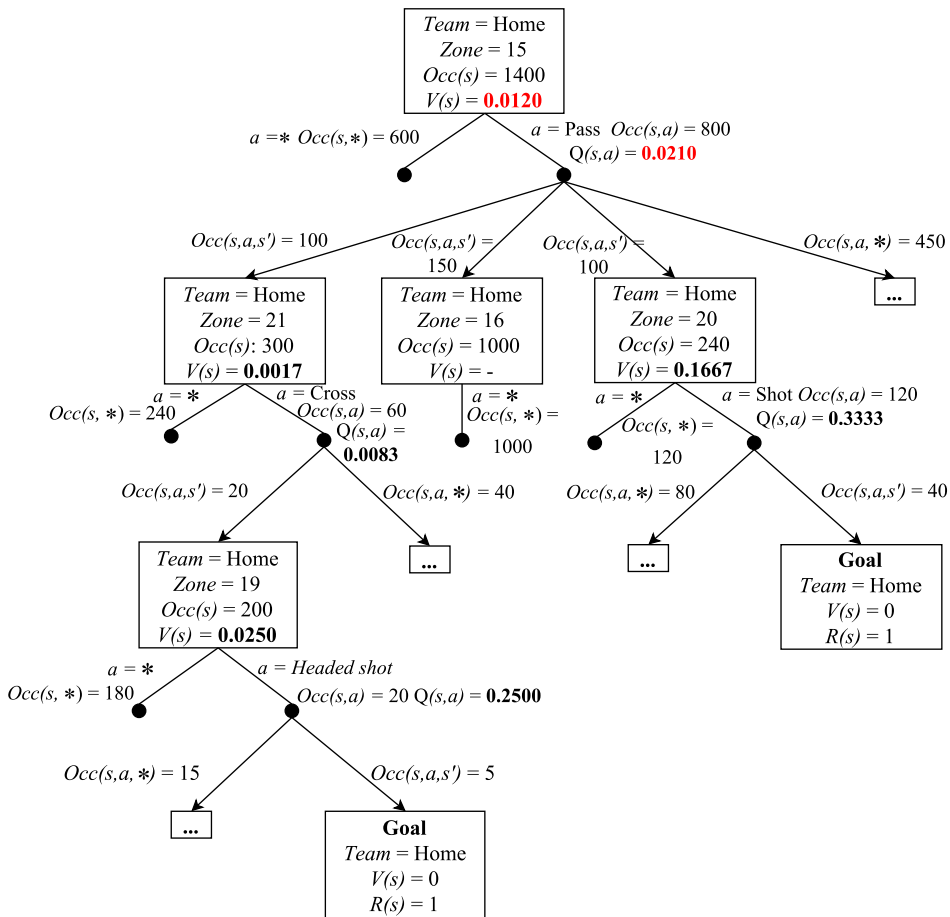 Team = Home
Zone = 15
Occ(s) = 1400
V(s) = 0.0120
a =* Occ(s,*) = 600
a = Pass Occ(s,a) = 800
Q(s,a) = 0.0210
Occ(s,a,s') = 100
Occ(s,a,s') =
150
Occ(s,a,s') =
100
Occ(s,a,*) = 450
Team = Home
Zone = 21
Occ(s): 300
V(s) = 0.0017
Team = Home
Zone = 16
Occ(s) = 1000
V(s) = -
Team = Home
Zone = 20
Occ(s) = 240
V(s) = 0.1667
...
a = *
Occ(s, *) = 240
a = Cross
Occ(s,a) = 60
Q(s,a) =
0.0083
a = *
Occ(s, *) =
1000
a = *
Occ(s, *) =
120
a = Shot Occ(s,a) = 120
Q(s,a) = 0.3333
Occ(s,a,s') = 20
Occ(s,a,*) = 40
Occ(s,a,*) = 80
Occ(s,a,s') = 40
Team = Home
Zone = 19
Occ(s) = 200
V(s) = 0.0250
...
...
Goal
Team = Home
V(s) = 0
R(s) = 1
a = *
Occ(s, *) = 180
a = Headed shot
Occ(s,a) = 20 Q(s,a) = 0.2500
Occ(s,a,*) = 15
Occ(s,a,s') = 5
...
Goal
Team = Home
V(s) = 0
R(s) = 1